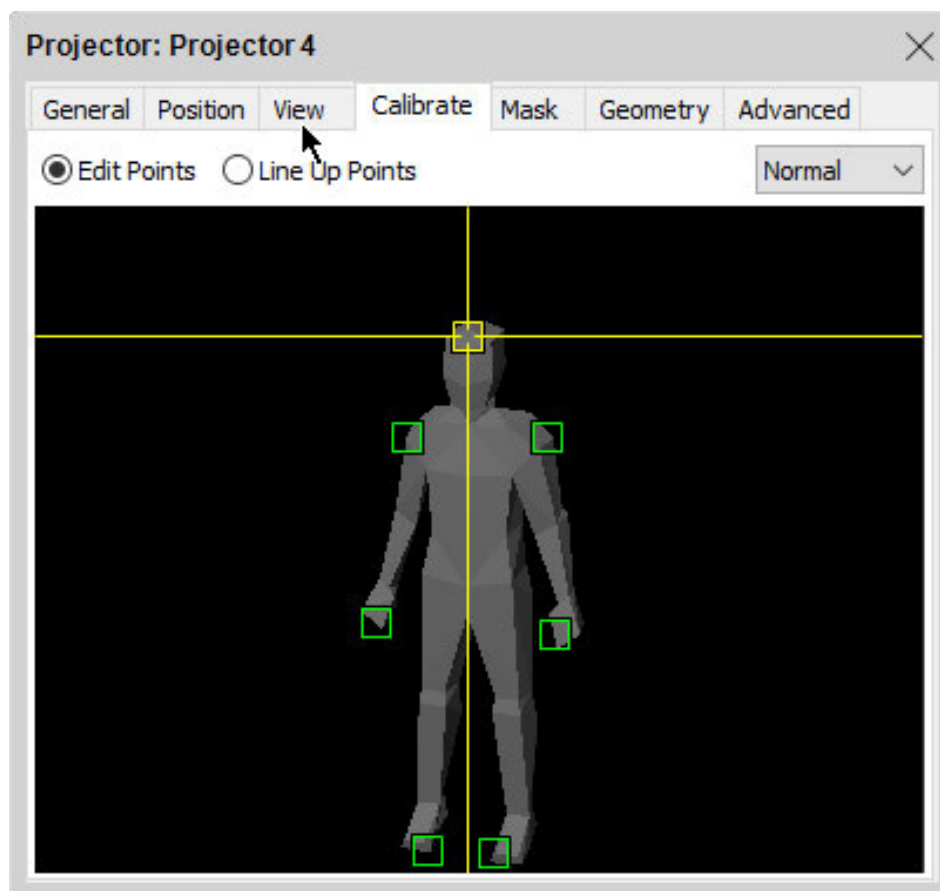 Projector: Projector 4
General Position View Calibrate Mask Geometry Advanced
Edit Points Line Up Points Normal